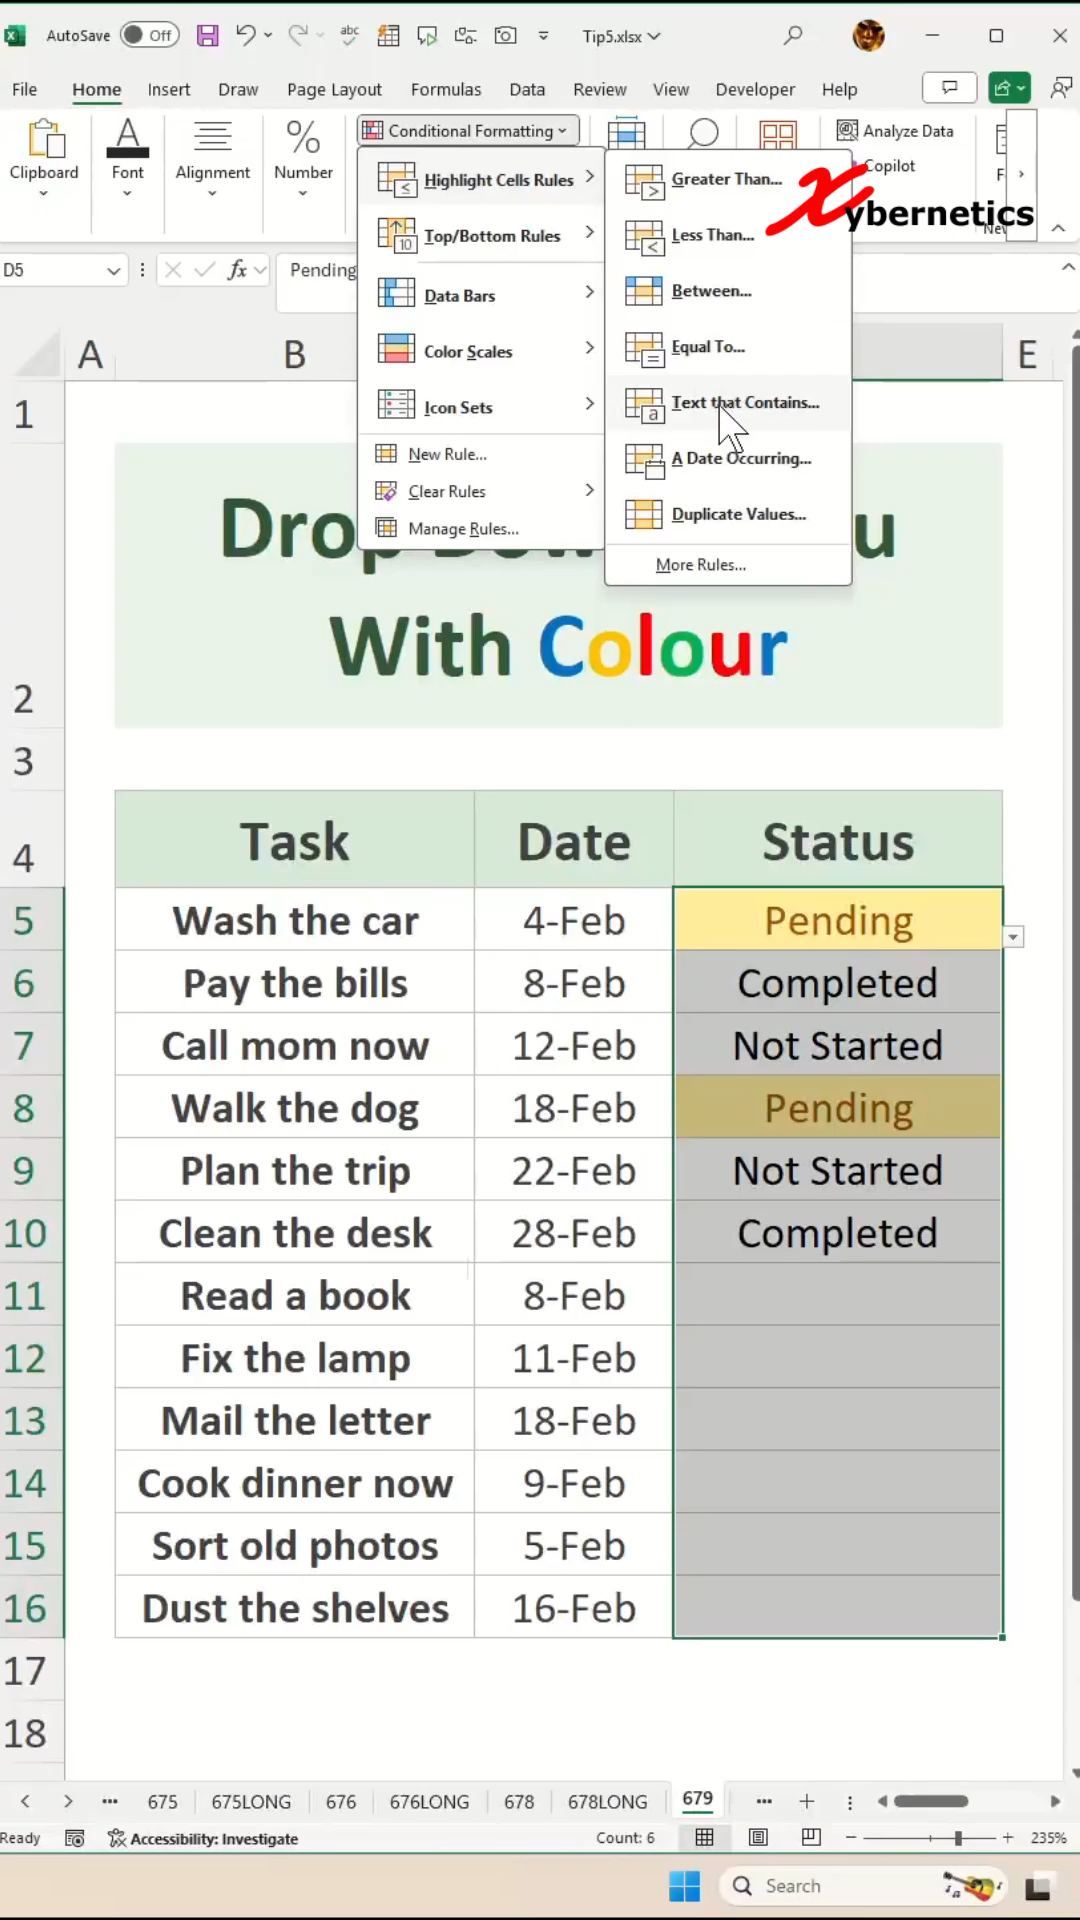 AutoSave Off Tip5.xlsx
File Home Insert Draw Page Layout Formulas Data Review View Developer Help
Clipboard Font Alignment Number
Conditional Formatting
Analyze Data
Copilot
Highlight Cells Rules
Top/Bottom Rules
Data Bars
Color Scales
Icon Sets
New Rule...
Clear Rules
Manage Rules...
Greater Than...
Less Than...
Between...
Equal To...
Text that Contains...
A Date Occurring...
Duplicate Values...
More Rules...
Xybernetics
D5 fx Pending
A B E
1
Drop
u
With Colour
2
3
4 Task Date Status
5 Wash the car 4-Feb Pending
6 Pay the bills 8-Feb Completed
7 Call mom now 12-Feb Not Started
8 Walk the dog 18-Feb Pending
9 Plan the trip 22-Feb Not Started
10 Clean the desk 28-Feb Completed
11 Read a book 8-Feb
12 Fix the lamp 11-Feb
13 Mail the letter 18-Feb
14 Cook dinner now 9-Feb
15 Sort old photos 5-Feb
16 Dust the shelves 16-Feb
17
18
675 675LONG 676 676LONG 678 678LONG 679
Ready Accessibility: Investigate Count: 6 235%
Search